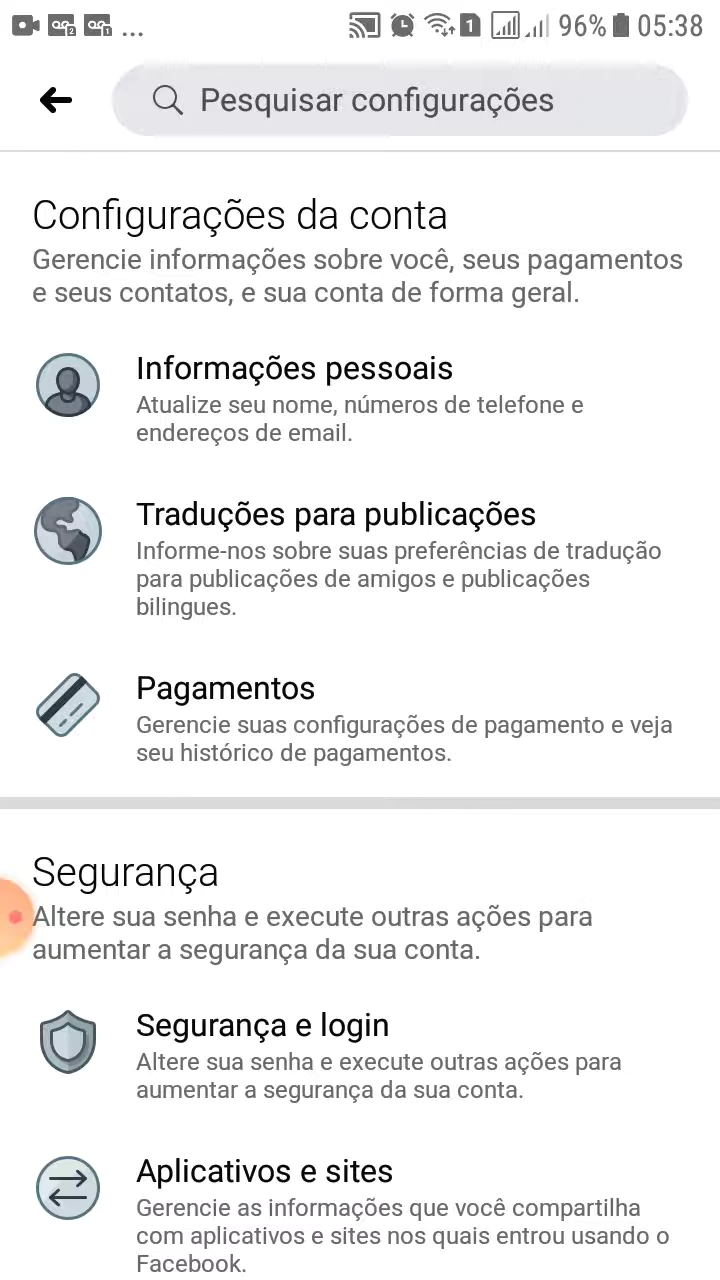 96% 05:38
Pesquisar configurações
Configurações da conta
Gerencie informações sobre você, seus pagamentos
e seus contatos, e sua conta de forma geral.
Informações pessoais
Atualize seu nome, números de telefone e
endereços de email.
Traduções para publicações
Informe-nos sobre suas preferências de tradução
para publicações de amigos e publicações
bilingues.
Pagamentos
Gerencie suas configurações de pagamento e veja
seu histórico de pagamentos.
Segurança
Altere sua senha e execute outras ações para
aumentar a segurança da sua conta.
Segurança e login
Altere sua senha e execute outras ações para
aumentar a segurança da sua conta.
Aplicativos e sites
Gerencie as informações que você compartilha
com aplicativos e sites nos quais entrou usando o
Facebook.